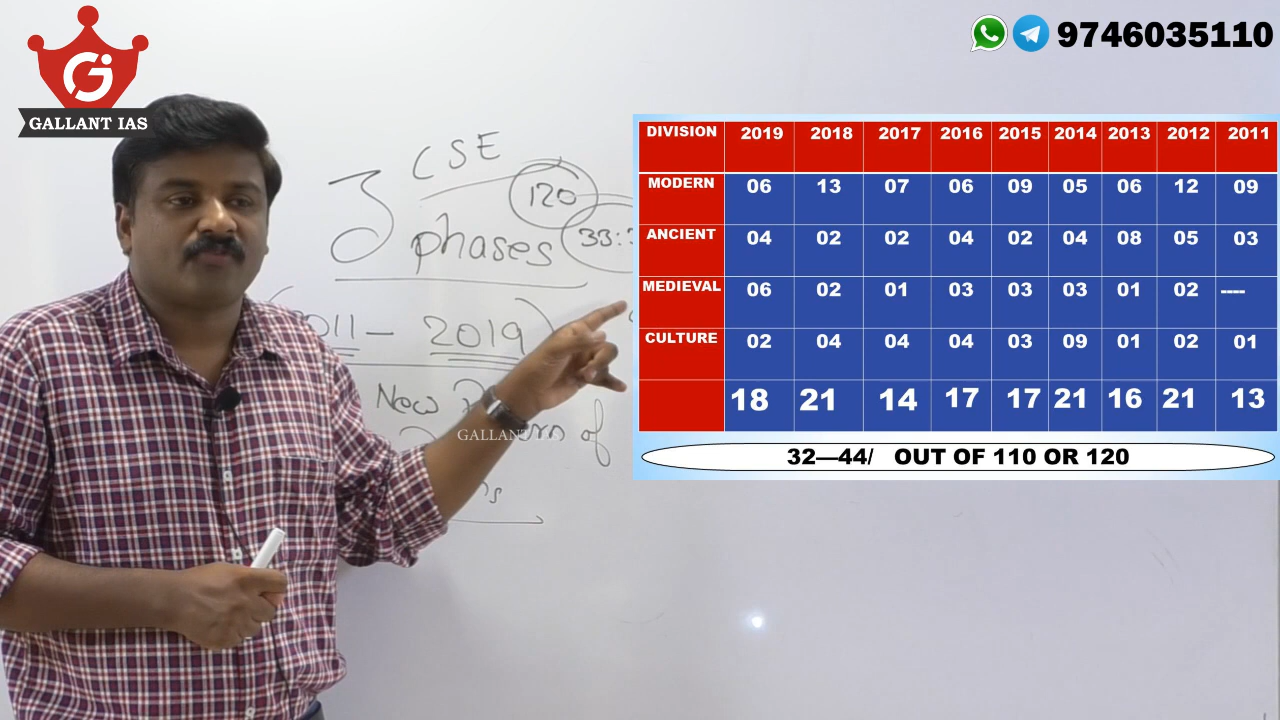 GALLANT IAS
9746035110
CSE
3 phases
120
2019
New
of
GALLANT IAS
DIVISION 2019 2018 2017 2016 2015 2014 2013 2012 2011
MODERN 06 13 07 06 09 05 06 12 09
ANCIENT 04 02 02 04 02 04 08 05 03
MEDIEVAL 06 02 01 03 03 03 01 02 ----
CULTURE 02 04 04 04 03 09 01 02 01
18 21 14 17 17 21 16 21 13
32—44/ OUT OF 110 OR 120